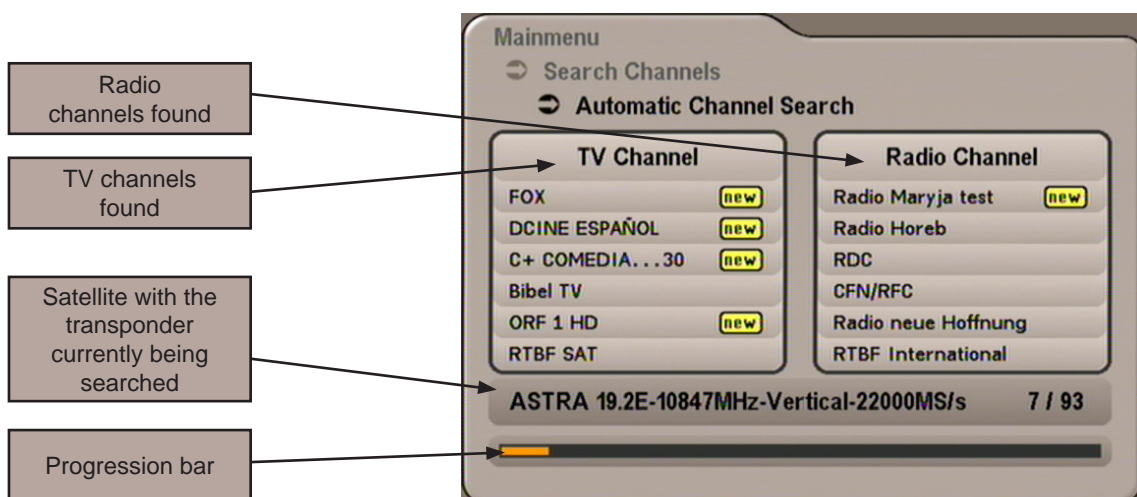 Radio
channels found
TV channels
found
Satellite with the
transponder
currently being
searched
Progression bar
Mainmenu
Search Channels
Automatic Channel Search
TV Channel
FOX new
DCINE ESPAÑOL new
C+ COMEDIA...30 new
Bibel TV
ORF 1 HD new
RTBF SAT
Radio Channel
Radio Maryja test new
Radio Horeb
RDC
CFN/RFC
Radio neue Hoffnung
RTBF International
ASTRA 19.2E-10847MHz-Vertical-22000MS/s 7 / 93